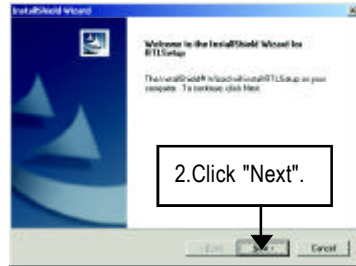 InstallShield Wizard
Welcome to the InstallShield Wizard for
RTLSetup
The InstallShield® Wizard will install RTLSetup on your
computer. To continue, click Next.
2.Click "Next".
Cancel